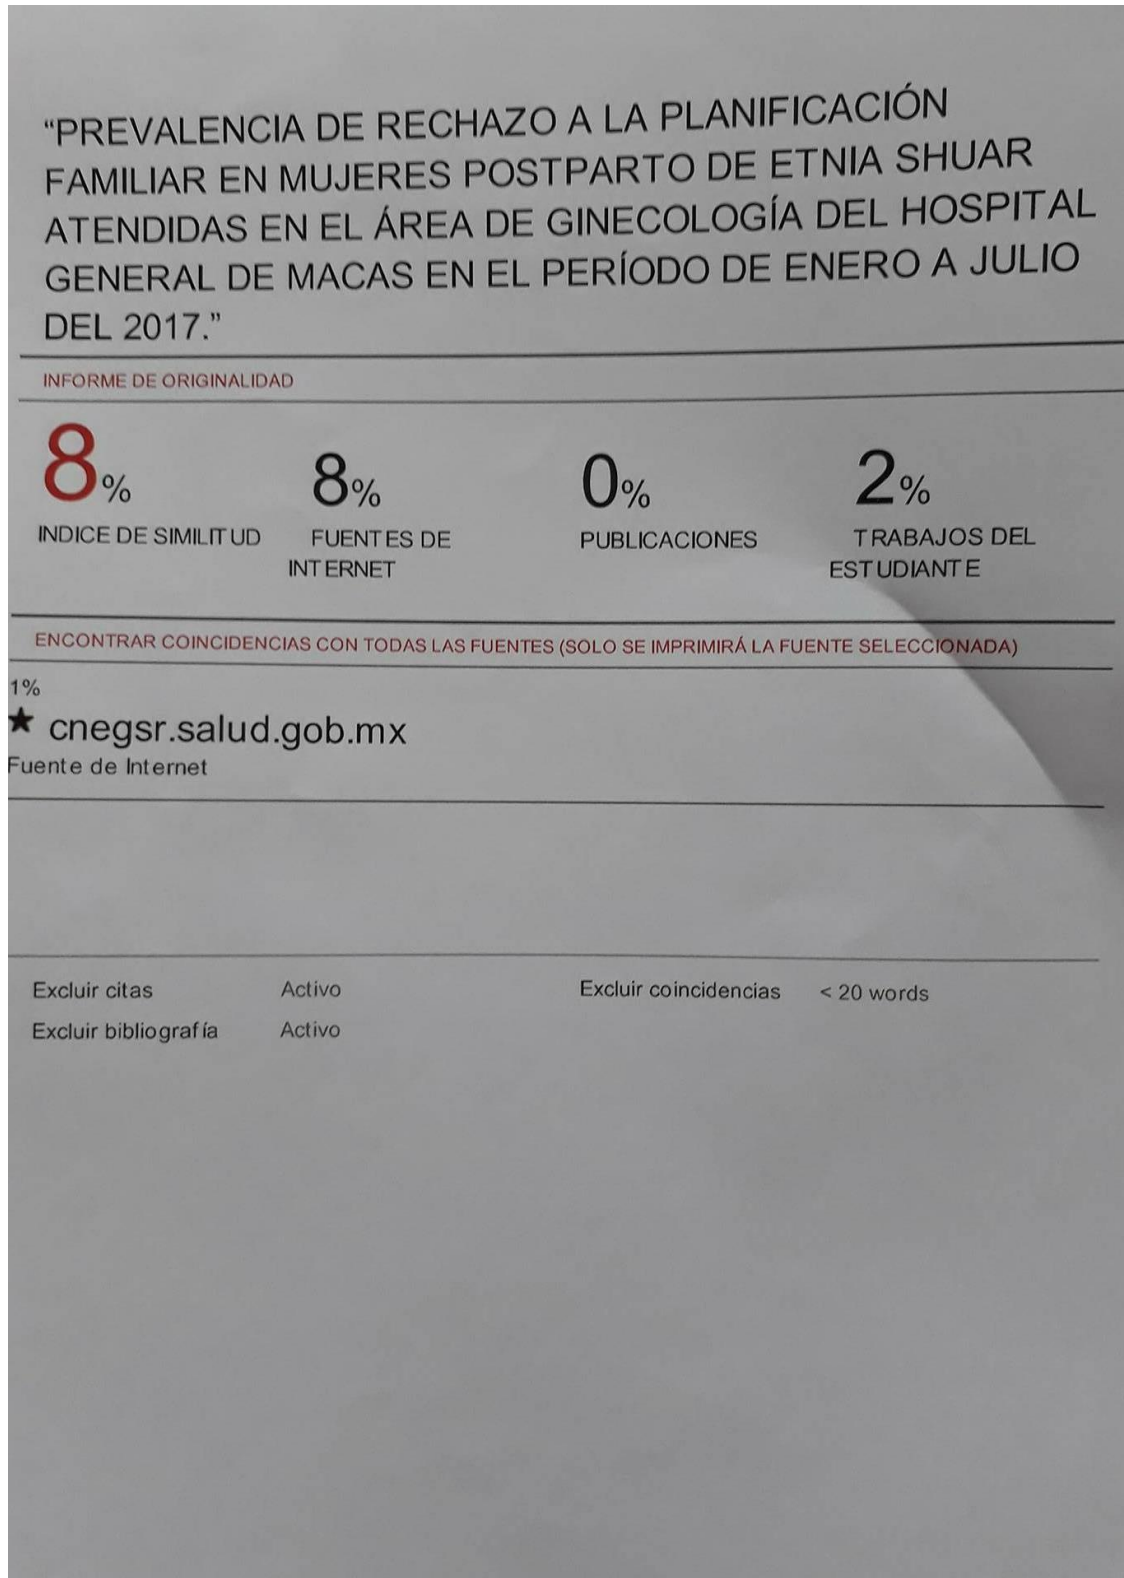 “PREVALENCIA DE RECHAZO A LA PLANIFICACIÓN
FAMILIAR EN MUJERES POSTPARTO DE ETNIA SHUAR
ATENDIDAS EN EL ÁREA DE GINECOLOGÍA DEL HOSPITAL
GENERAL DE MACAS EN EL PERÍODO DE ENERO A JULIO
DEL 2017.”
INFORME DE ORIGINALIDAD
8% 8% 0% 2%
INDICE DE SIMILITUD FUENTES DE PUBLICACIONES TRABAJOS DEL
INTERNET ESTUDIANTE
ENCONTRAR COINCIDENCIAS CON TODAS LAS FUENTES (SOLO SE IMPRIMIRÁ LA FUENTE SELECCIONADA)
1%
★ cnegsr.salud.gob.mx
Fuente de Internet
Excluir citas Activo Excluir coincidencias < 20 words
Excluir bibliografía Activo